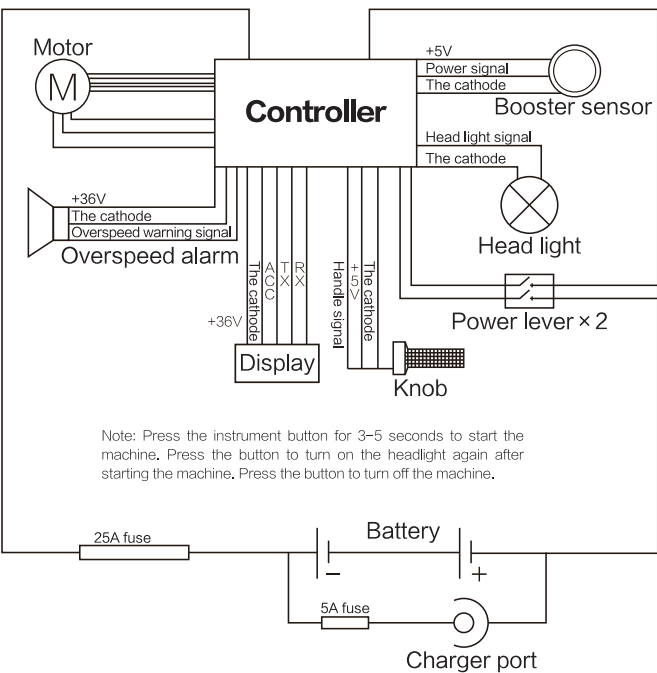 Motor
M
Controller
+5V
Power signal
The cathode
Booster sensor
Head light signal
The cathode
Head light
+36V
The cathode
Overspeed warning signal
Overspeed alarm
+36V
The cathode
ACC
TX
RX
Display
Handle signal
+5V
The cathode
Knob
Power lever × 2
Note: Press the instrument button for 3-5 seconds to start the
machine. Press the button to turn on the headlight again after
starting the machine. Press the button to turn off the machine.
25A fuse
Battery
−
+
5A fuse
Charger port